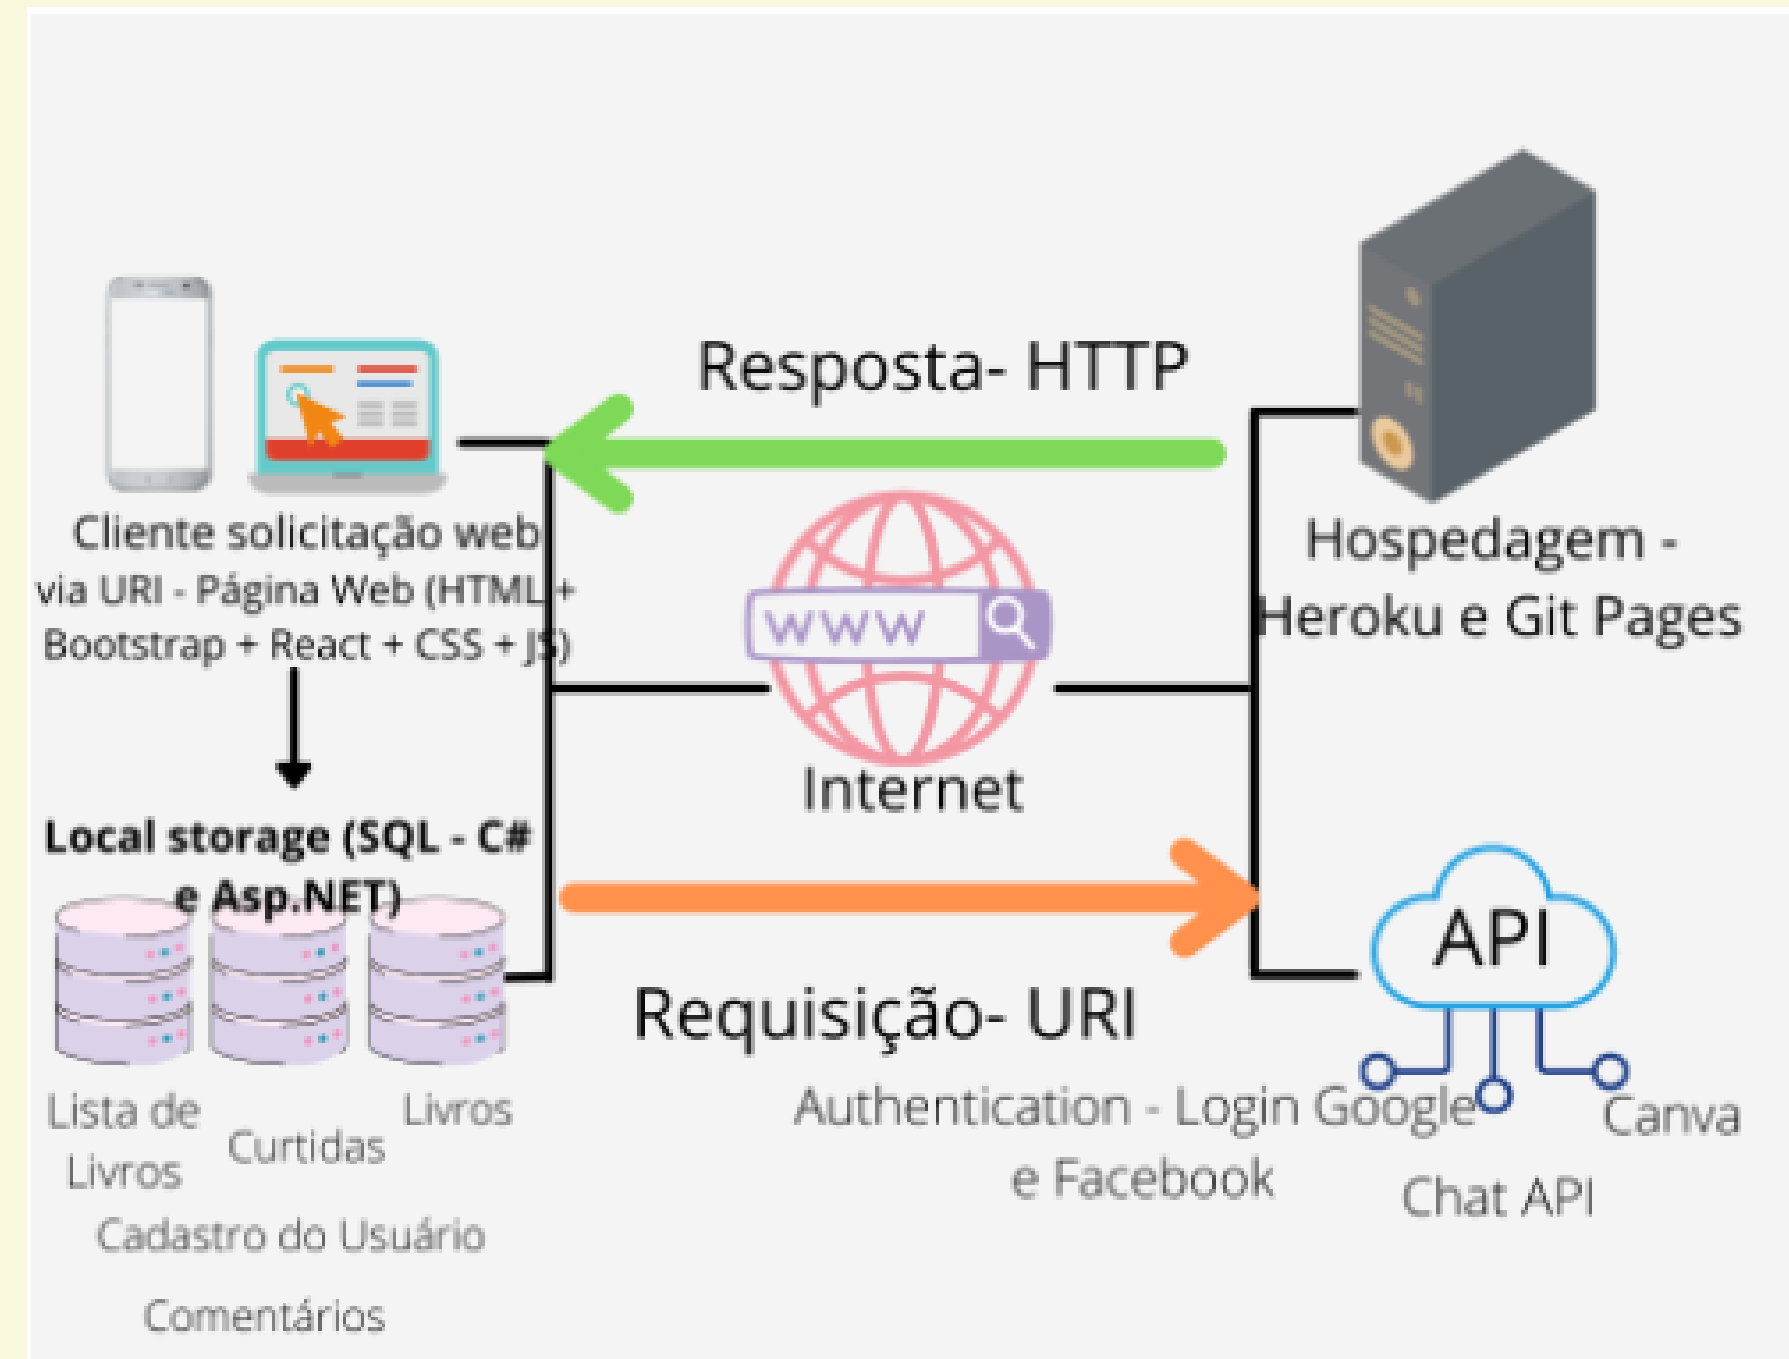 Resposta- HTTP
Cliente solicitação web
via URI - Página Web (HTML +
Bootstrap + React + CSS + JS)
Hospedagem -
Heroku e Git Pages
www
Internet
Local storage (SQL - C#
e Asp.NET)
API
Requisição- URI
Lista de
Livros
Curtidas
Livros
Cadastro do Usuário
Comentários
Authentication - Login Google
e Facebook
Canva
Chat API